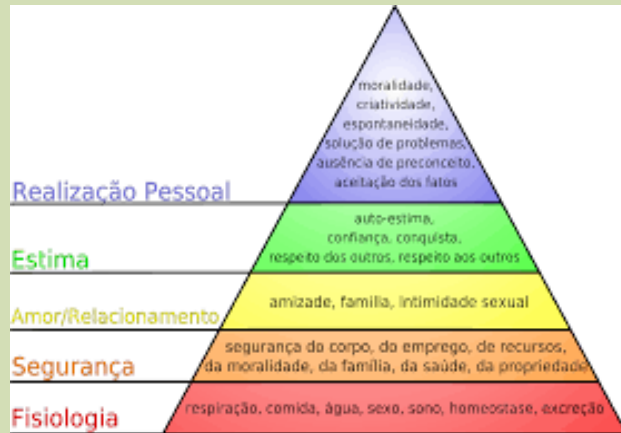 moralidade,
criatividade,
espontaneidade,
solução de problemas,
ausência de preconceito,
aceitação dos fatos
Realização Pessoal
auto-estima,
confiança, conquista,
respeito dos outros, respeito aos outros
Estima
amizade, família, intimidade sexual
Amor/Relacionamento
segurança do corpo, do emprego, de recursos,
da moralidade, da família, da saúde, da propriedade
Segurança
respiração, comida, água, sexo, sono, homeostase, excreção
Fisiologia